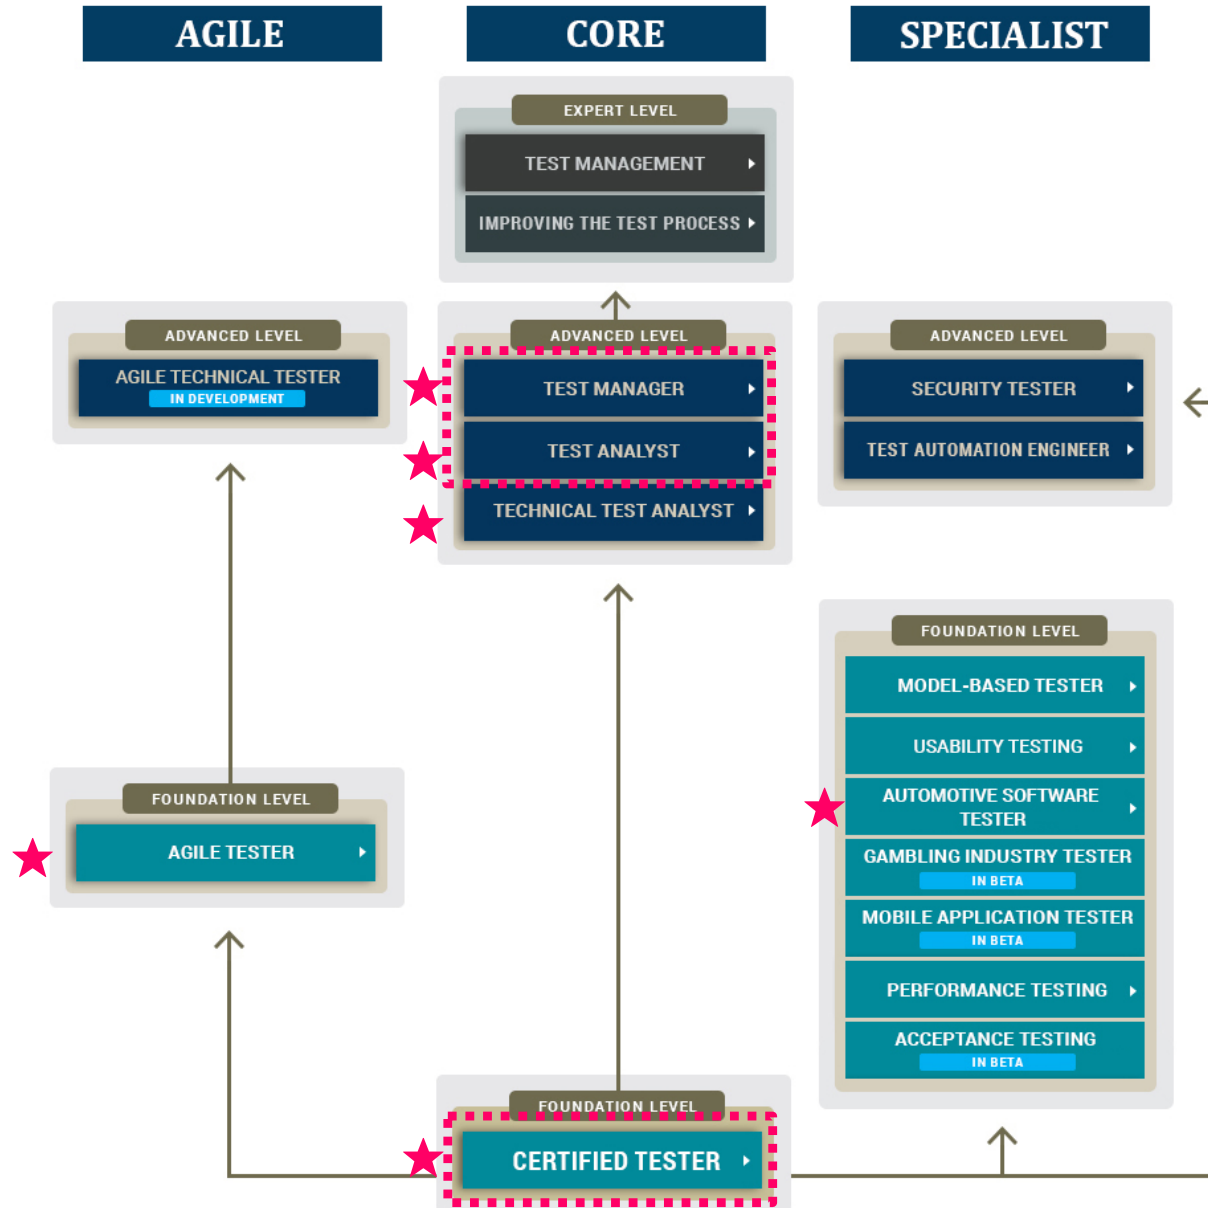 AGILE
CORE
SPECIALIST
EXPERT LEVEL
TEST MANAGEMENT
IMPROVING THE TEST PROCESS
ADVANCED LEVEL
AGILE TECHNICAL TESTER
IN DEVELOPMENT
ADVANCED LEVEL
TEST MANAGER
TEST ANALYST
TECHNICAL TEST ANALYST
ADVANCED LEVEL
SECURITY TESTER
TEST AUTOMATION ENGINEER
FOUNDATION LEVEL
AGILE TESTER
FOUNDATION LEVEL
MODEL-BASED TESTER
USABILITY TESTING
AUTOMOTIVE SOFTWARE
TESTER
GAMBLING INDUSTRY TESTER
IN BETA
MOBILE APPLICATION TESTER
IN BETA
PERFORMANCE TESTING
ACCEPTANCE TESTING
IN BETA
FOUNDATION LEVEL
CERTIFIED TESTER